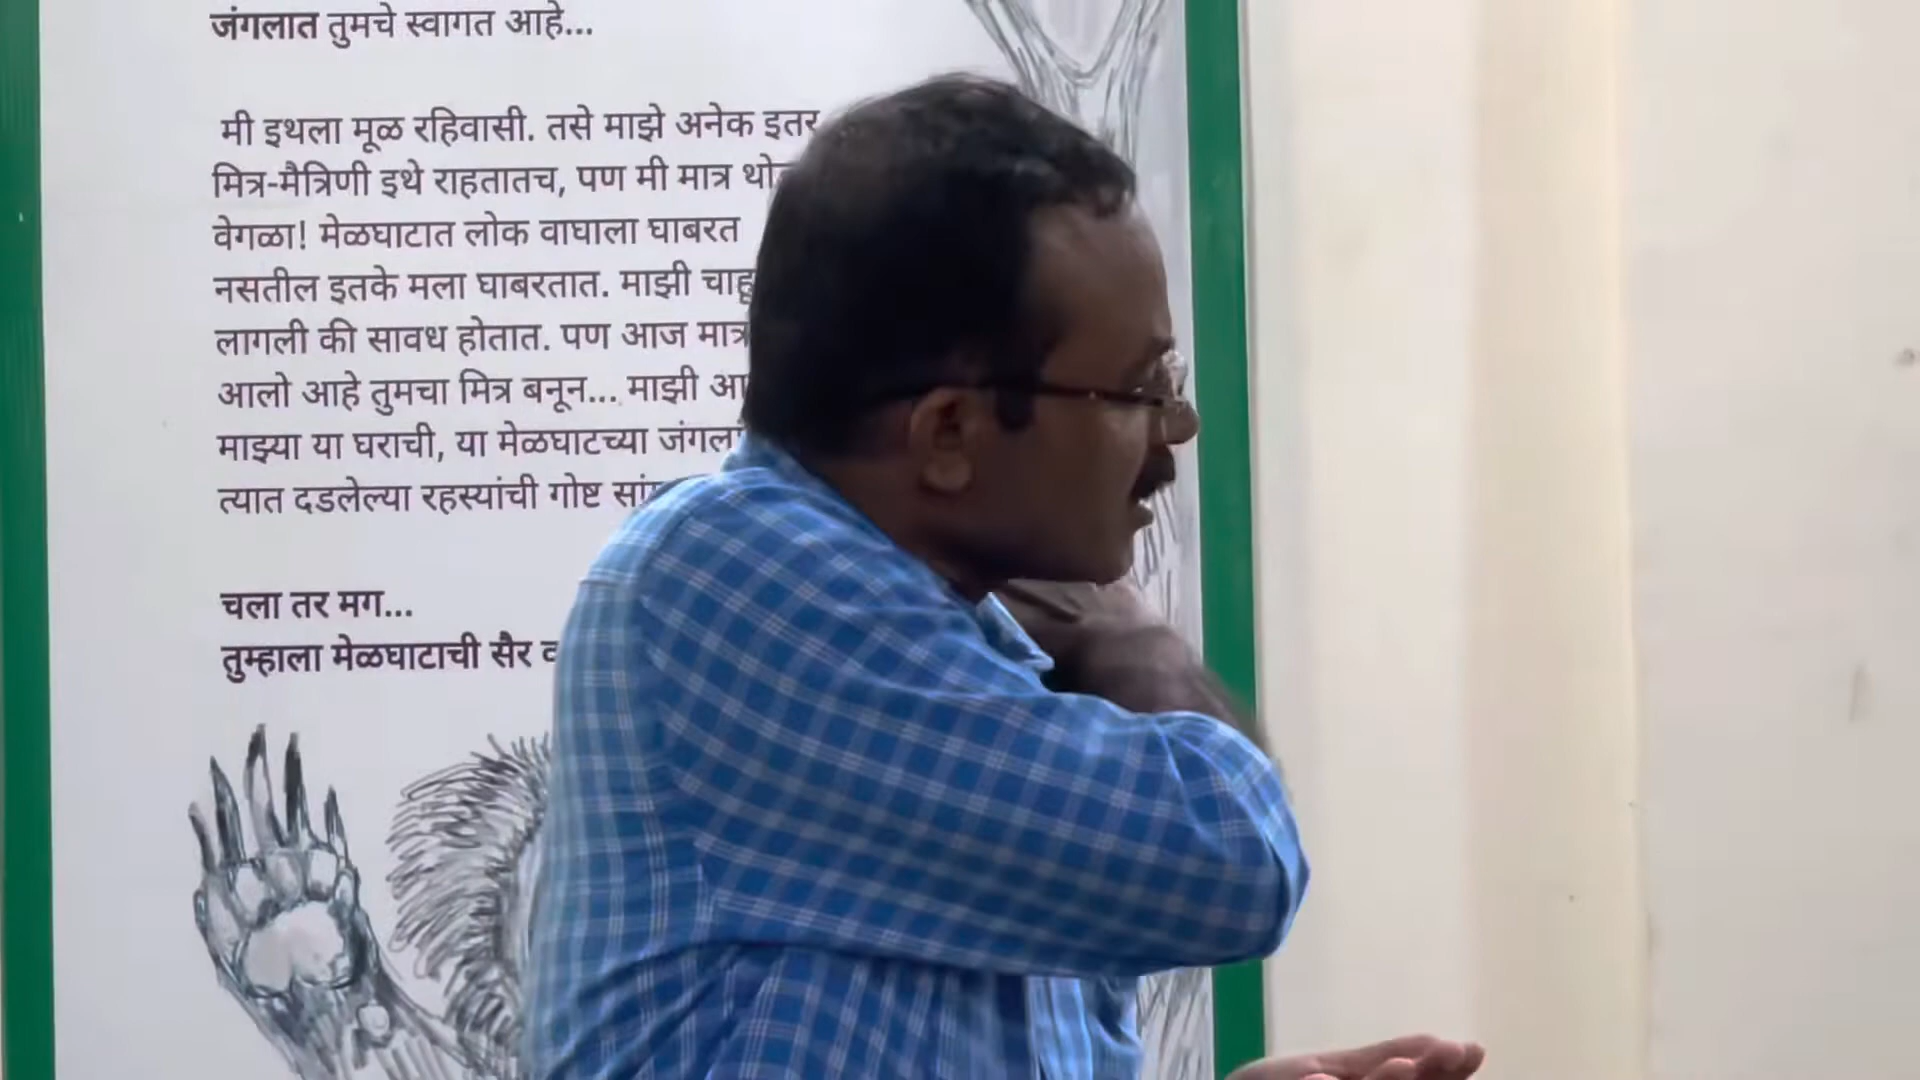 जंगलात तुमचे स्वागत आहे...
मी इथला मूळ रहिवासी. तसे माझे अनेक इतर
मित्र-मैत्रिणी इथे राहतातच, पण मी मात्र
वेगळा! मेळघाटात लोक वाघाला घाबरत
नसतील इतके मला घाबरतात. माझी
लागली की सावध होतात. पण आज मात्र
आलो आहे तुमचा मित्र बनून... माझी
माझ्या या घराची, या मेळघाटच्या
त्यात दडलेल्या रहस्यांची गोष्ट
चला तर मग...
तुम्हाला मेळघाटाची सैर